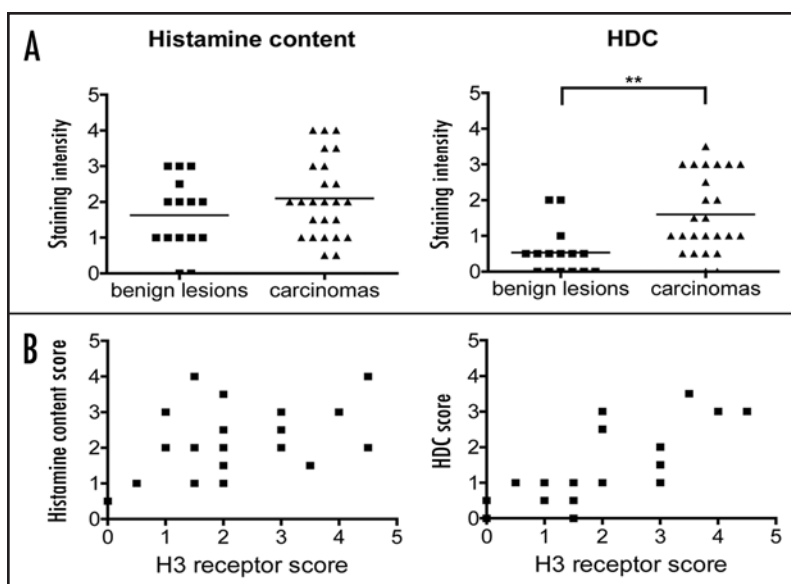 A
Histamine content
Staining intensity
5
4
3
2
1
0
benign lesions
carcinomas
HDC
**
Staining intensity
5
4
3
2
1
0
benign lesions
carcinomas
B
Histamine content score
5
4
3
2
1
0
0 1 2 3 4 5
H3 receptor score
HDC score
5
4
3
2
1
0
0 1 2 3 4 5
H3 receptor score